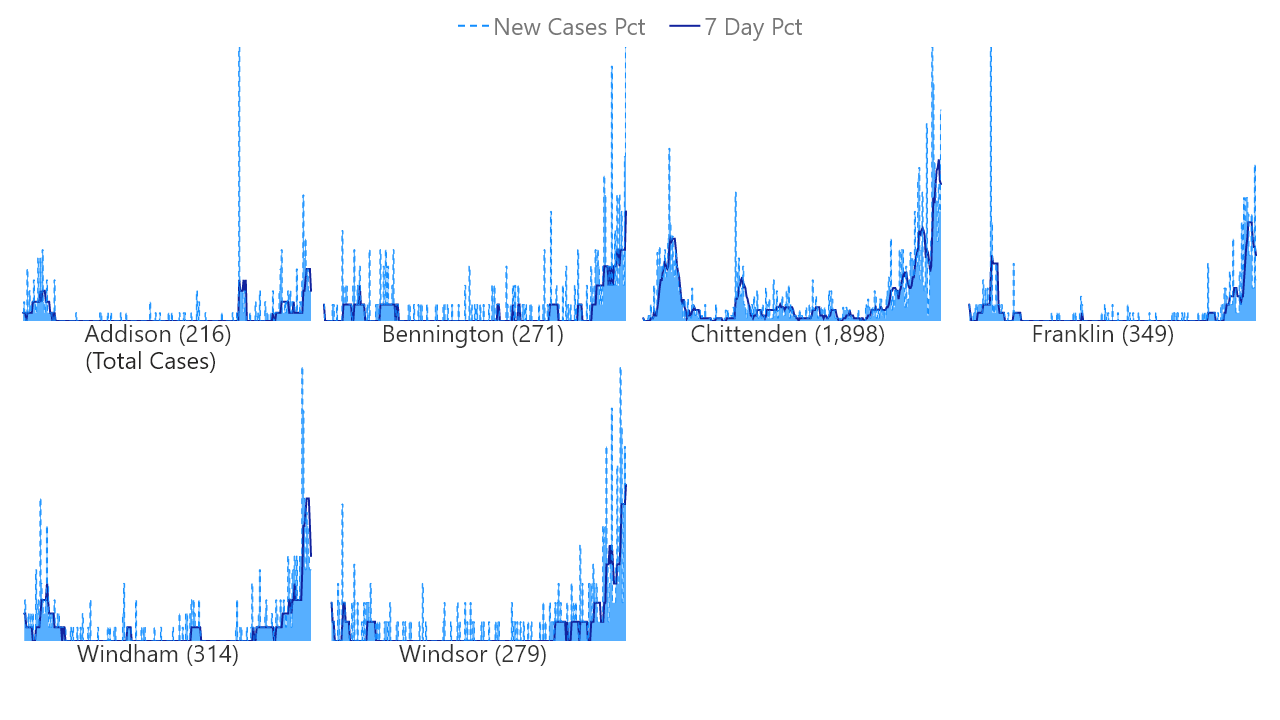 New Cases Pct 7 Day Pct
Addison (216)
(Total Cases)
Bennington (271)
Chittenden (1,898)
Franklin (349)
Windham (314)
Windsor (279)